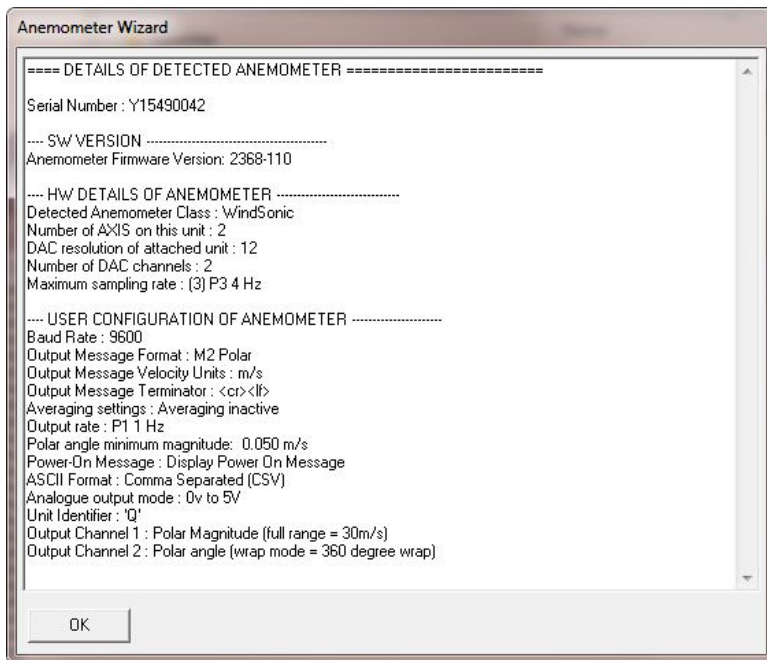 Anemometer Wizard
==== DETAILS OF DETECTED ANEMOMETER ========================
Serial Number : Y15490042
---- SW VERSION -------------------------------------------
Anemometer Firmware Version: 2368-110
---- HW DETAILS OF ANEMOMETER -----------------------------
Detected Anemometer Class : WindSonic
Number of AXIS on this unit : 2
DAC resolution of attached unit : 12
Number of DAC channels : 2
Maximum sampling rate : (3) P3 4 Hz
---- USER CONFIGURATION OF ANEMOMETER ---------------------
Baud Rate : 9600
Output Message Format : M2 Polar
Output Message Velocity Units : m/s
Output Message Terminator : <cr><lf>
Averaging settings : Averaging inactive
Output rate : P1 1 Hz
Polar angle minimum magnitude:  0.050 m/s
Power-On Message : Display Power On Message
ASCII Format : Comma Separated (CSV)
Analogue output mode : 0v to 5V
Unit Identifier : 'Q'
Output Channel 1 : Polar Magnitude (full range = 30m/s)
Output Channel 2 : Polar angle (wrap mode = 360 degree wrap)
OK